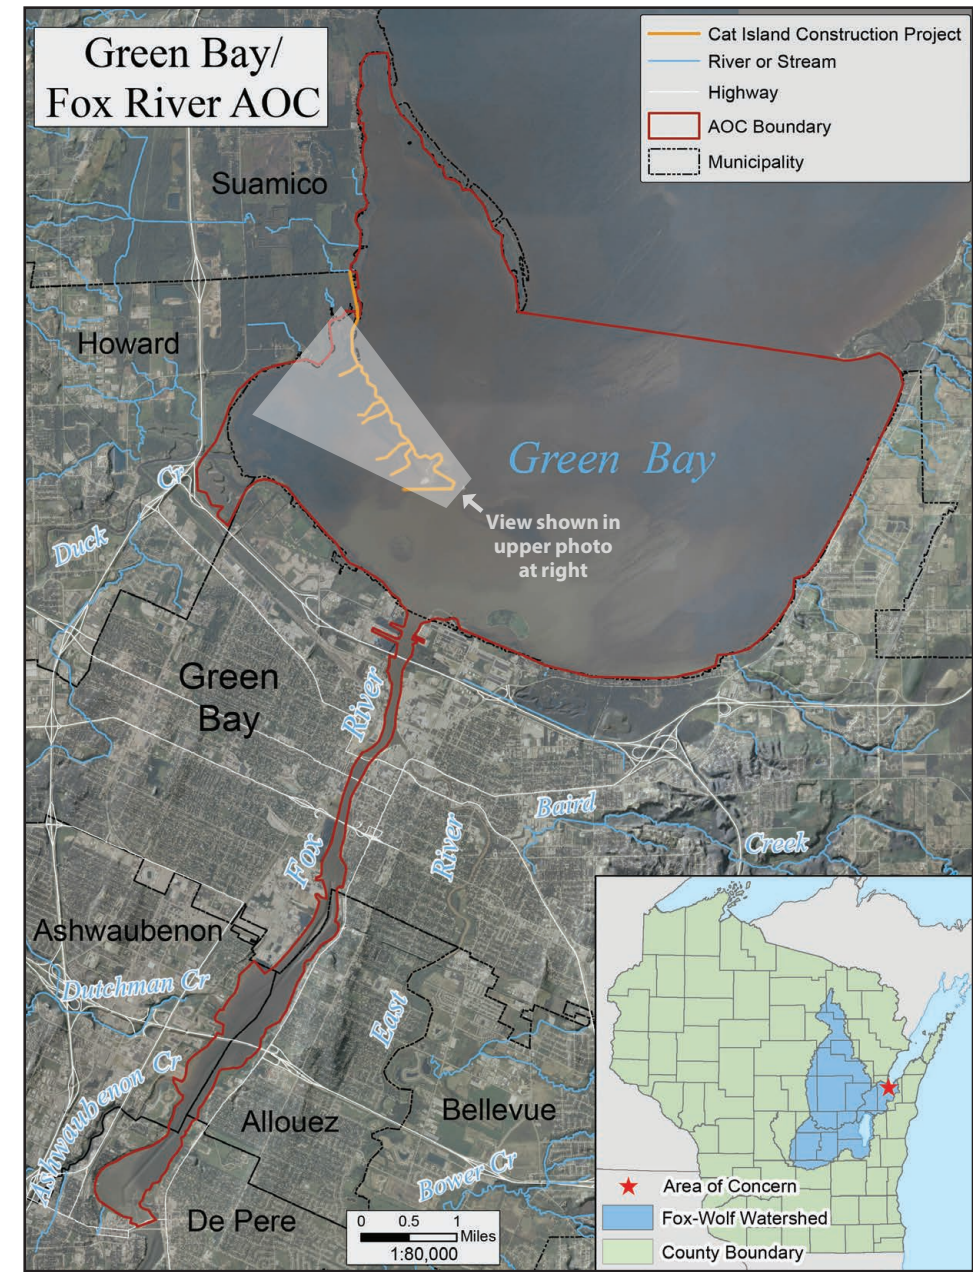 Green Bay/
Fox River AOC
Cat Island Construction Project
River or Stream
Highway
AOC Boundary
Municipality
Suamico
Howard
Green Bay
View shown in
upper photo
at right
Duck
Cr
Green
Bay
Fox
River
East
River
Baird
Creek
Ashwaubenon
Dutchman Cr
Ashwaubenon Cr
Allouez
Bellevue
Bower Cr
De Pere
0 0.5 1
Miles
1:80,000
Area of Concern
Fox-Wolf Watershed
County Boundary